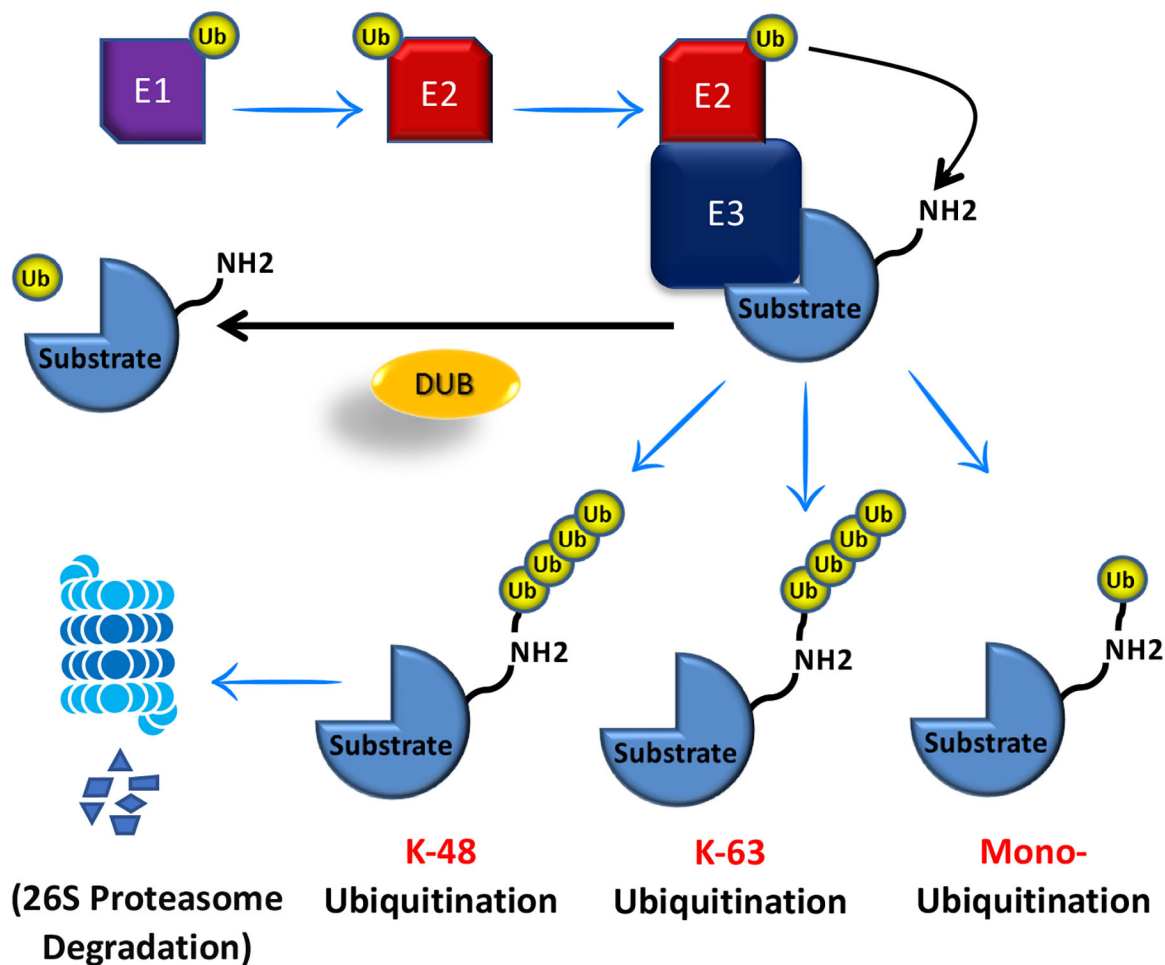 Ub
E1
Ub
E2
Ub
E2
E3
NH2
Substrate
Ub
NH2
Substrate
DUB
Ub
Ub
Ub
Ub
NH2
Substrate
Ub
Ub
Ub
Ub
NH2
Substrate
Ub
NH2
Substrate
(26S Proteasome
Degradation)
K-48
Ubiquitination
K-63
Ubiquitination
Mono-
Ubiquitination